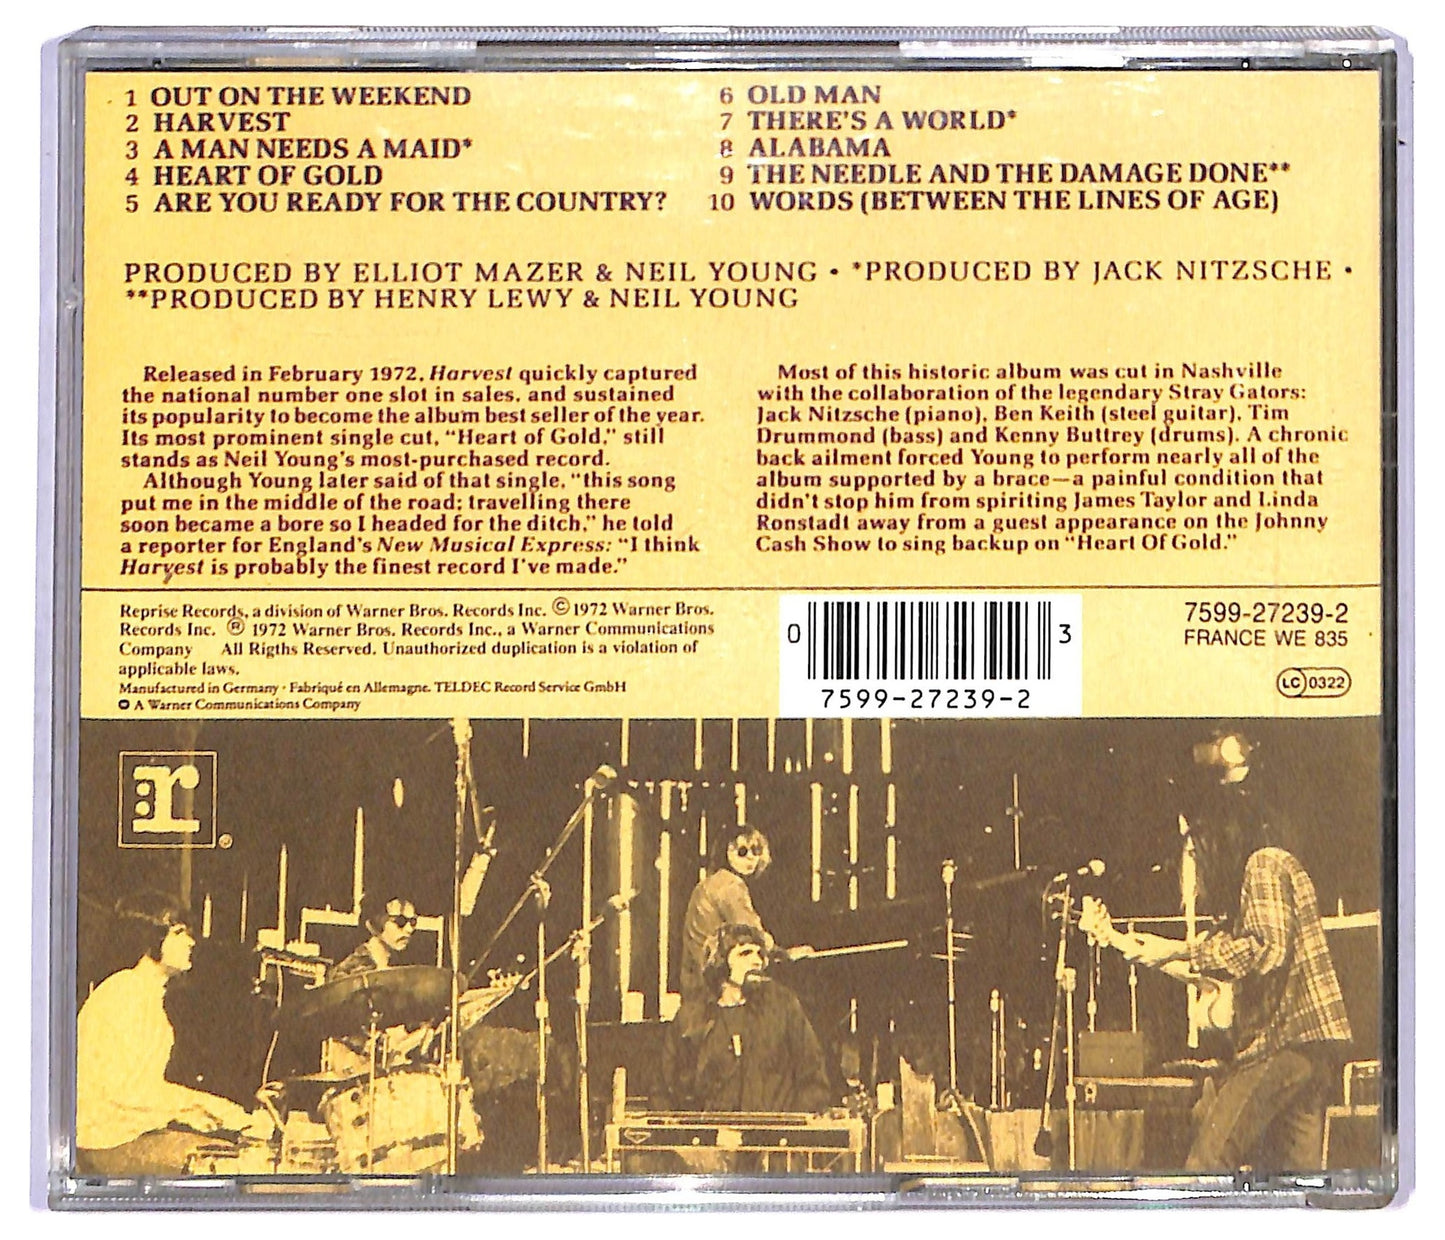 1 OUT ON THE WEEKEND
2 HARVEST
3 A MAN NEEDS A MAID*
4 HEART OF GOLD
5 ARE YOU READY FOR THE COUNTRY?
6 OLD MAN
7 THERE'S A WORLD*
8 ALABAMA
9 THE NEEDLE AND THE DAMAGE DONE**
10 WORDS (BETWEEN THE LINES OF AGE)
PRODUCED BY ELLIOT MAZER & NEIL YOUNG • *PRODUCED BY JACK NITZSCHE •
**PRODUCED BY HENRY LEWY & NEIL YOUNG
Released in February 1972, Harvest quickly captured
the national number one slot in sales, and sustained
its popularity to become the album best seller of the year.
Its most prominent single cut, "Heart of Gold," still
stands as Neil Young's most-purchased record.
Although Young later said of that single, "this song
put me in the middle of the road; travelling there
soon became a bore so I headed for the ditch," he told
a reporter for England's New Musical Express: "I think
Harvest is probably the finest record I've made."
Most of this historic album was cut in Nashville
with the collaboration of the legendary Stray Gators:
Jack Nitzsche (piano), Ben Keith (steel guitar), Tim
Drummond (bass) and Kenny Buttrey (drums). A chronic
back ailment forced Young to perform nearly all of the
album supported by a brace—a painful condition that
didn't stop him from spiriting James Taylor and Linda
Ronstadt away from a guest appearance on the Johnny
Cash Show to sing backup on "Heart Of Gold."
Reprise Records, a division of Warner Bros. Records Inc. © 1972 Warner Bros.
Records Inc. ® 1972 Warner Bros. Records Inc., a Warner Communications
Company All Rigths Reserved. Unauthorized duplication is a violation of
applicable laws.
Manufactured in Germany · Fabriqué en Allemagne. TELDEC Record Service GmbH
A Warner Communications Company
0 3
7599-27239-2
7599-27239-2
FRANCE WE 835
LC 0322
:r®